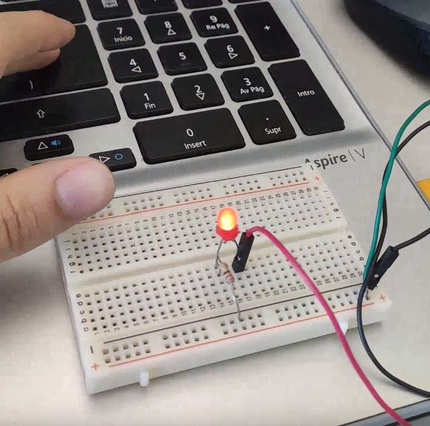 7
Inicio
8
9
Re Pág
+
4
5
6
1
Fin
2
3
Av Pág
Intro
0
Insert
.
Supr
Aspire | V
+